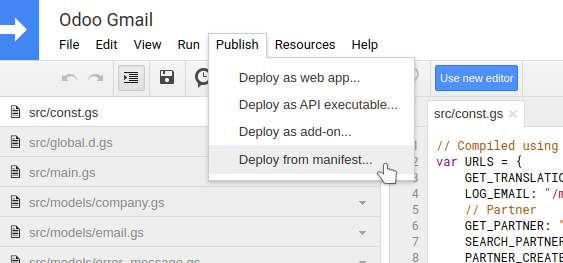 Odoo Gmail
File Edit View Run Publish Resources Help
Deploy as web app...
Deploy as API executable...
Deploy as add-on...
Deploy from manifest...
Use new editor
src/const.gs
src/global.d.gs
src/main.gs
src/models/company.gs
src/models/email.gs
src/models/error_message.gs
src/const.gs
1 // Compiled using
2 var URLS = {
3 GET_TRANSLATIO
4 LOG_EMAIL: "/m
5 // Partner
6 GET_PARTNER: "
7 SEARCH_PARTNER
8 PARTNER_CREATE